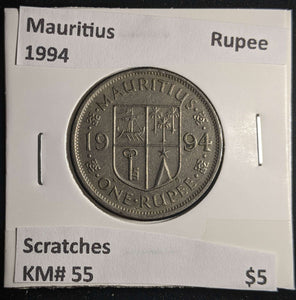 Mauritius Rupee
1994
MAURITIUS
19 94
ONE·RUPEE
Scratches
KM# 55 $5